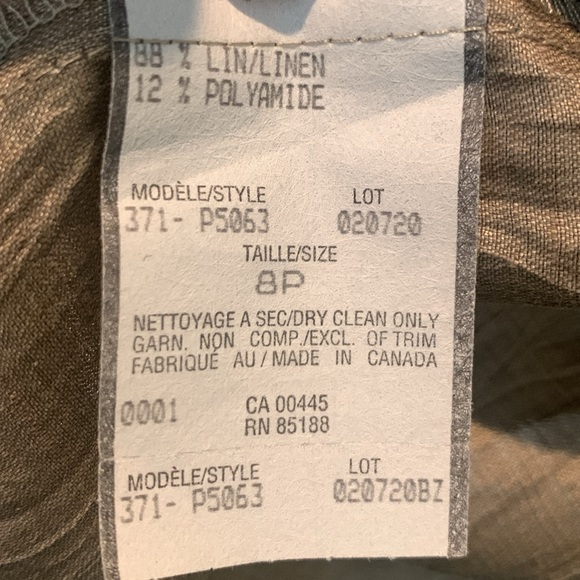 88 % LIN/LINEN
12 % POLYAMIDE
MODÈLE/STYLE LOT
371- P5063 020720
TAILLE/SIZE
8P
NETTOYAGE A SEC/DRY CLEAN ONLY
GARN. NON COMP./EXCL. OF TRIM
FABRIQUÉ AU / MADE IN CANADA
0001 CA 00445
RN 85188
MODÈLE/STYLE LOT
371- P5063 020720BZ